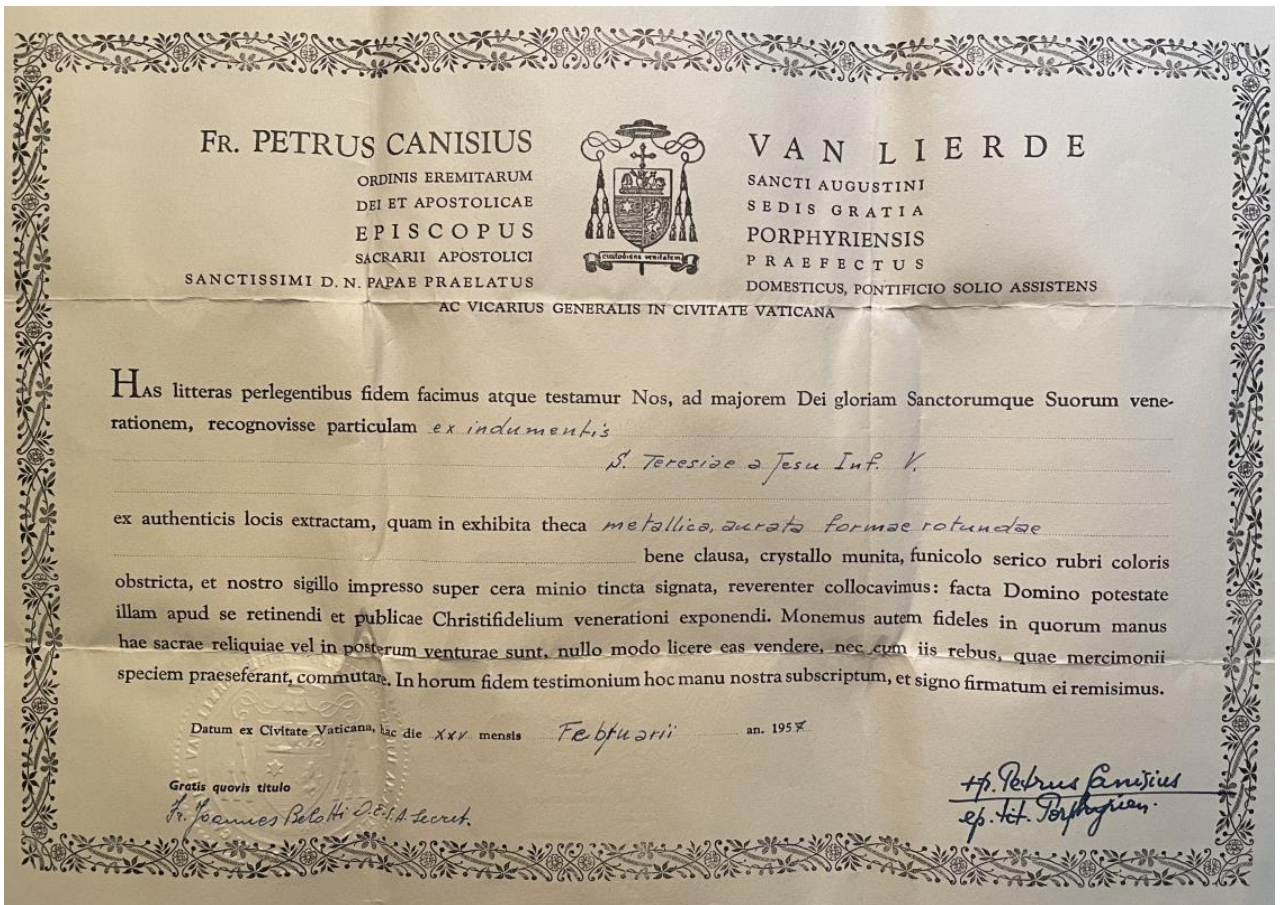 FR. PETRUS CANISIUS VAN LIERDE
ORDINIS EREMITARUM SANCTI AUGUSTINI
DEI ET APOSTOLICAE SEDIS GRATIA
EPISCOPUS PORPHYRIENSIS
SACRARII APOSTOLICI PRAEFECTUS
SANCTISSIMI D. N. PAPAE PRAELATUS DOMESTICUS, PONTIFICIO SOLIO ASSISTENS
AC VICARIUS GENERALIS IN CIVITATE VATICANA
custodiens veritatem
HAS litteras perlegentibus fidem facimus atque testamur Nos, ad majorem Dei gloriam Sanctorumque Suorum vene-
rationem, recognovisse particulam ex indumentis
S. Teresiae a Jesu Inf. V.
ex authenticis locis extractam, quam in exhibita theca metallica, aurata formae rotundae
bene clausa, crystallo munita, funicolo serico rubri coloris
obstricta, et nostro sigillo impresso super cera minio tincta signata, reverenter collocavimus: facta Domino potestate
illam apud se retinendi et publicae Christifidelium venerationi exponendi. Monemus autem fideles in quorum manus
hae sacrae reliquiae vel in posterum venturae sunt, nullo modo licere eas vendere, nec cum iis rebus, quae mercimonii
speciem praeseferant, commutare. In horum fidem testimonium hoc manu nostra subscriptum, et signo firmatum ei remisimus.
Datum ex Civitate Vaticana, hac die XXV mensis Februarii an. 1957
Gratis quovis titulo
Fr. Joannes Belotti O.E.S.A. Secret.
+ fr. Petrus Canisius
ep. tit. Porphyrien.